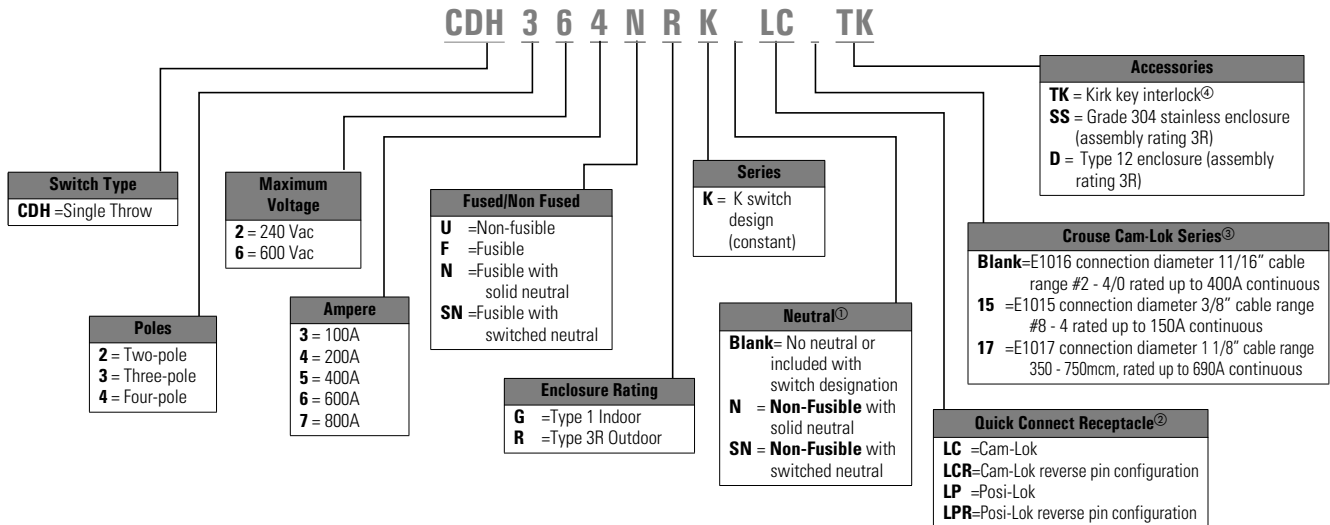 CDH 3 6 4 N R K _ LC _ TK
Accessories
TK = Kirk key interlock④
SS = Grade 304 stainless enclosure
(assembly rating 3R)
D = Type 12 enclosure (assembly
rating 3R)
Switch Type
CDH =Single Throw
Maximum
Voltage
2 = 240 Vac
6 = 600 Vac
Fused/Non Fused
U =Non-fusible
F =Fusible
N =Fusible with
solid neutral
SN =Fusible with
switched neutral
Series
K = K switch
design
(constant)
Crouse Cam-Lok Series③
Blank=E1016 connection diameter 11/16” cable
range #2 - 4/0 rated up to 400A continuous
15 =E1015 connection diameter 3/8” cable range
#8 - 4 rated up to 150A continuous
17 =E1017 connection diameter 1 1/8” cable range
350 - 750mcm, rated up to 690A continuous
Poles
2 = Two-pole
3 = Three-pole
4 = Four-pole
Ampere
3 = 100A
4 = 200A
5 = 400A
6 = 600A
7 = 800A
Enclosure Rating
G =Type 1 Indoor
R =Type 3R Outdoor
Neutral①
Blank= No neutral or
included with
switch designation
N = Non-Fusible with
solid neutral
SN = Non-Fusible with
switched neutral
Quick Connect Receptacle②
LC =Cam-Lok
LCR=Cam-Lok reverse pin configuration
LP =Posi-Lok
LPR=Posi-Lok reverse pin configuration